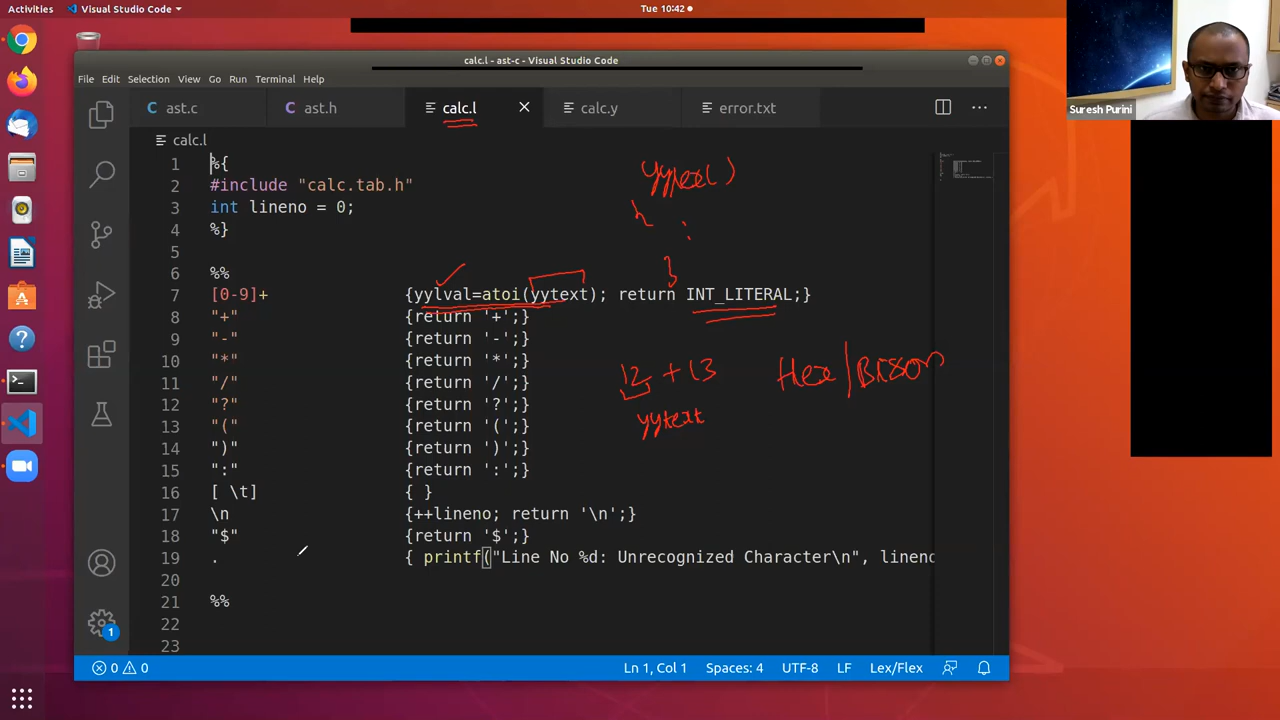 Activities
Visual Studio Code
Tue 10:42
calc.l - ast-c - Visual Studio Code
File Edit Selection View Go Run Terminal Help
Suresh Purini
C ast.c
C ast.h
calc.l
calc.y
error.txt
calc.l
1 %{
2 #include "calc.tab.h"
3 int lineno = 0;
4 %}
5
6 %%
7 [0-9]+ {yylval=atoi(yytext); return INT_LITERAL;}
8 "+" {return '+';}
9 "-" {return '-';}
10 "*" {return '*';}
11 "/" {return '/';}
12 "?" {return '?';}
13 "(" {return '(';}
14 ")" {return ')';}
15 ":" {return ':';}
16 [ \t] { }
17 \n {++lineno; return '\n';}
18 "$" {return '$';}
19 . { printf("Line No %d: Unrecognized Character\n", lineno
20
21 %%
22
23
yytext()
{
:
}
12 + 13
yytext
Flex/Bison
1
0 0
Ln 1, Col 1 Spaces: 4 UTF-8 LF Lex/Flex